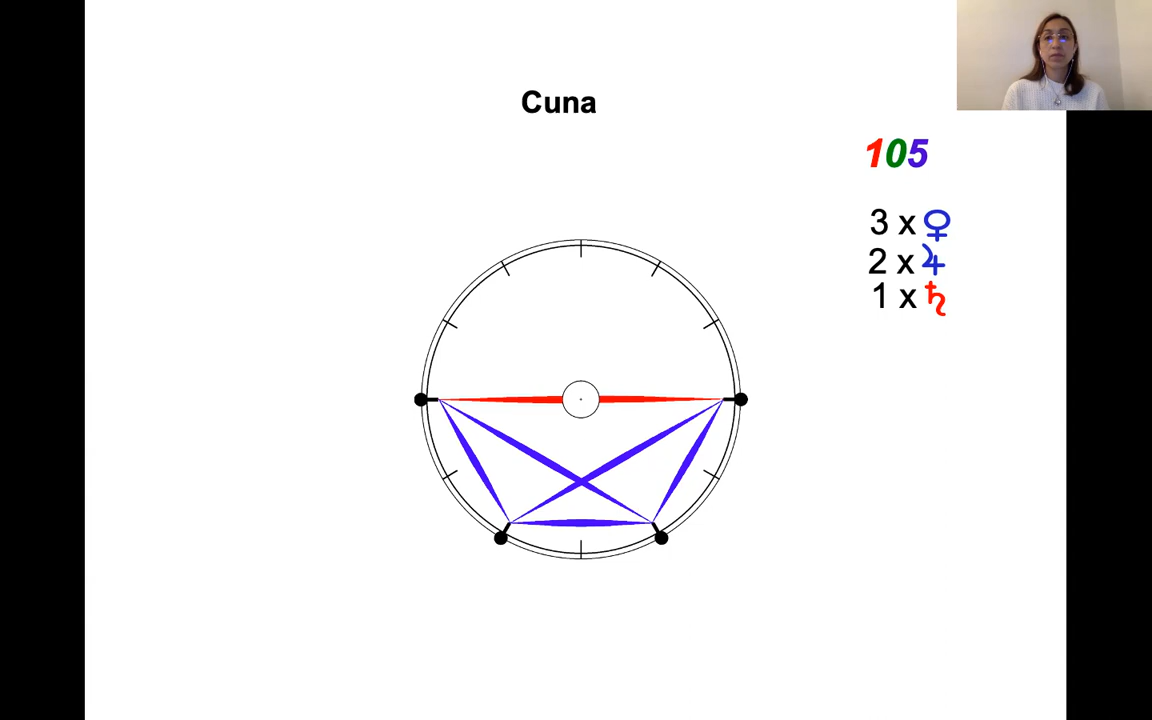 Cuna
105
3 x ♀
2 x ♃
1 x ♄